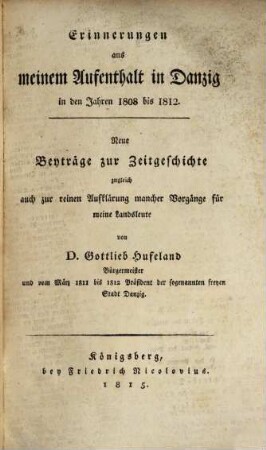 Erinnerungen
aus
meinem Aufenthalt in Danzig
in den Jahren 1808 bis 1812.
Neue
Beyträge zur Zeitgeschichte
zugleich
auch zur reinen Aufklärung mancher Vorgänge für
meine Landsleute
von
D. Gottlieb Hufeland
Bürgermeister
und vom März 1811 bis 1812 Präsident der sogenannten freyen
Stadt Danzig.
Königsberg,
bey Friedrich Nicolovius.
1815.